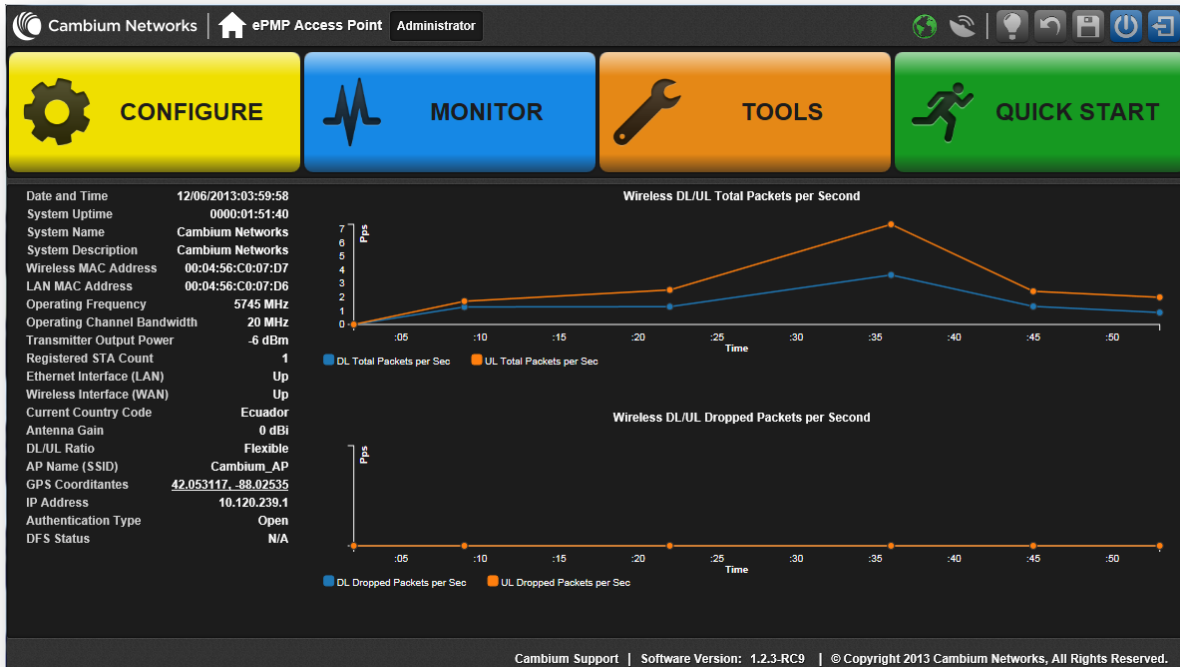 Cambium Networks | ePMP Access Point Administrator
CONFIGURE MONITOR TOOLS QUICK START
Date and Time 12/06/2013:03:59:58
System Uptime 0000:01:51:40
System Name Cambium Networks
System Description Cambium Networks
Wireless MAC Address 00:04:56:C0:07:D7
LAN MAC Address 00:04:56:C0:07:D6
Operating Frequency 5745 MHz
Operating Channel Bandwidth 20 MHz
Transmitter Output Power -6 dBm
Registered STA Count 1
Ethernet Interface (LAN) Up
Wireless Interface (WAN) Up
Current Country Code Ecuador
Antenna Gain 0 dBi
DL/UL Ratio Flexible
AP Name (SSID) Cambium_AP
GPS Coorditantes 42.053117, -88.02535
IP Address 10.120.239.1
Authentication Type Open
DFS Status N/A
Wireless DL/UL Total Packets per Second
Pps
7
6
5
4
3
2
1
0
:05 :10 :15 :20 :25 :30 :35 :40 :45 :50
Time
DL Total Packets per Sec UL Total Packets per Sec
Wireless DL/UL Dropped Packets per Second
Pps
:05 :10 :15 :20 :25 :30 :35 :40 :45 :50
Time
DL Dropped Packets per Sec UL Dropped Packets per Sec
Cambium Support | Software Version: 1.2.3-RC9 | © Copyright 2013 Cambium Networks, All Rights Reserved.